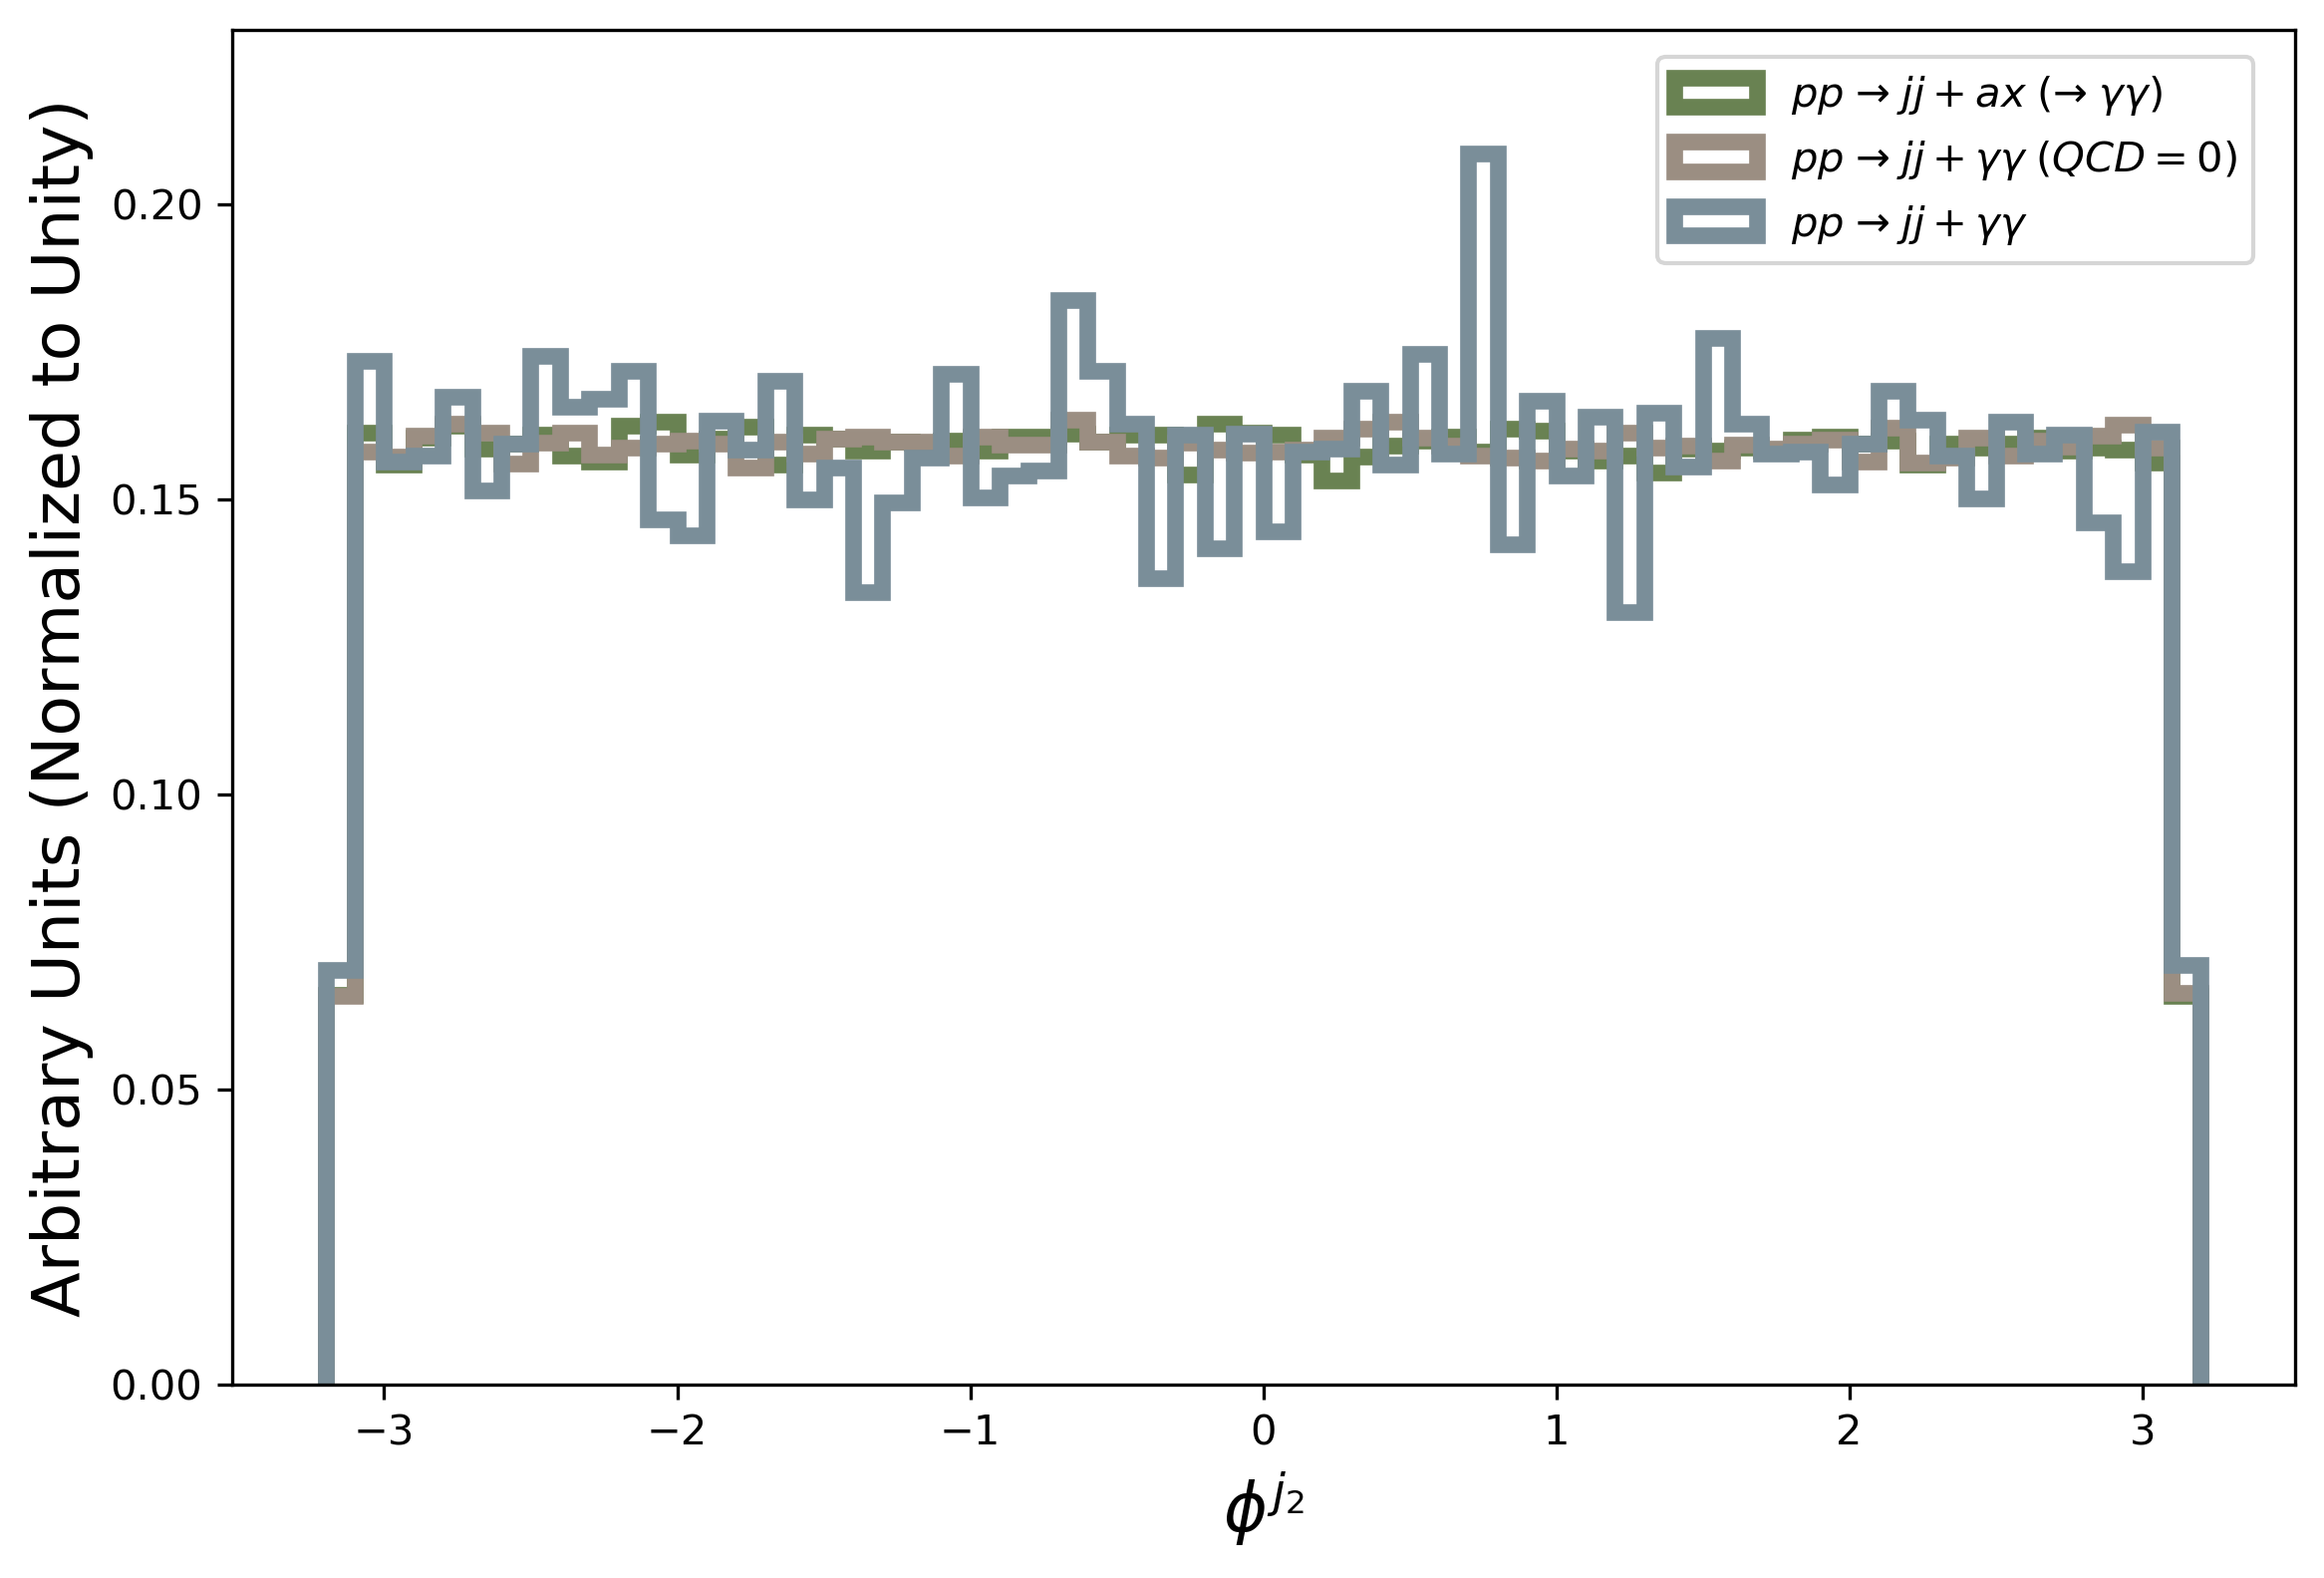 pp → jj + ax (→ γγ)
pp → jj + γγ (QCD = 0)
pp → jj + γγ
Arbitrary Units (Normalized to Unity)
0.20
0.15
0.10
0.05
0.00
−3 −2 −1 0 1 2 3
ϕ^{j_2}